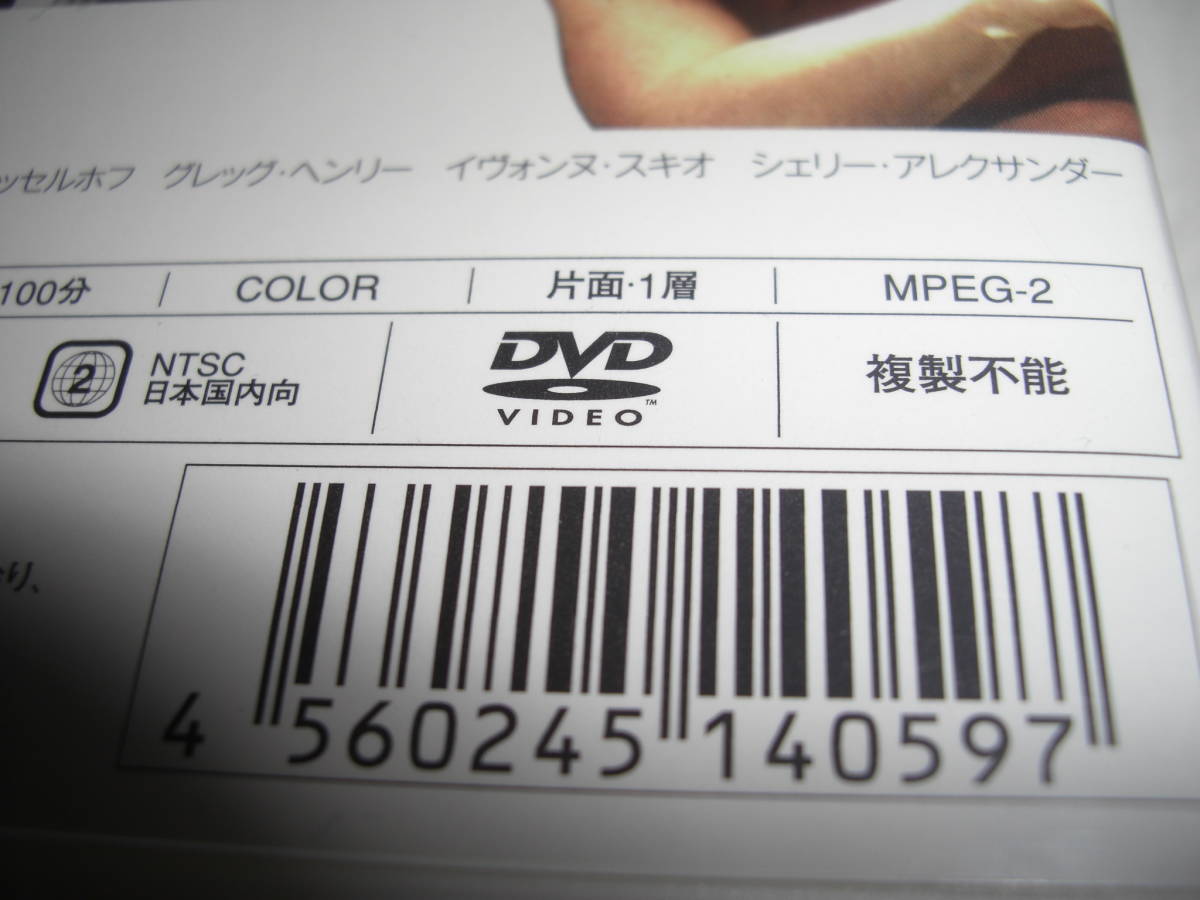 ッセルホフ グレッグ・ヘンリー イヴォンヌ・スキオ シェリー・アレクサンダー
100分 COLOR 片面・1層 MPEG-2
2 NTSC
日本国内向
DVD
VIDEO™
複製不能
り、
4 560245 140597